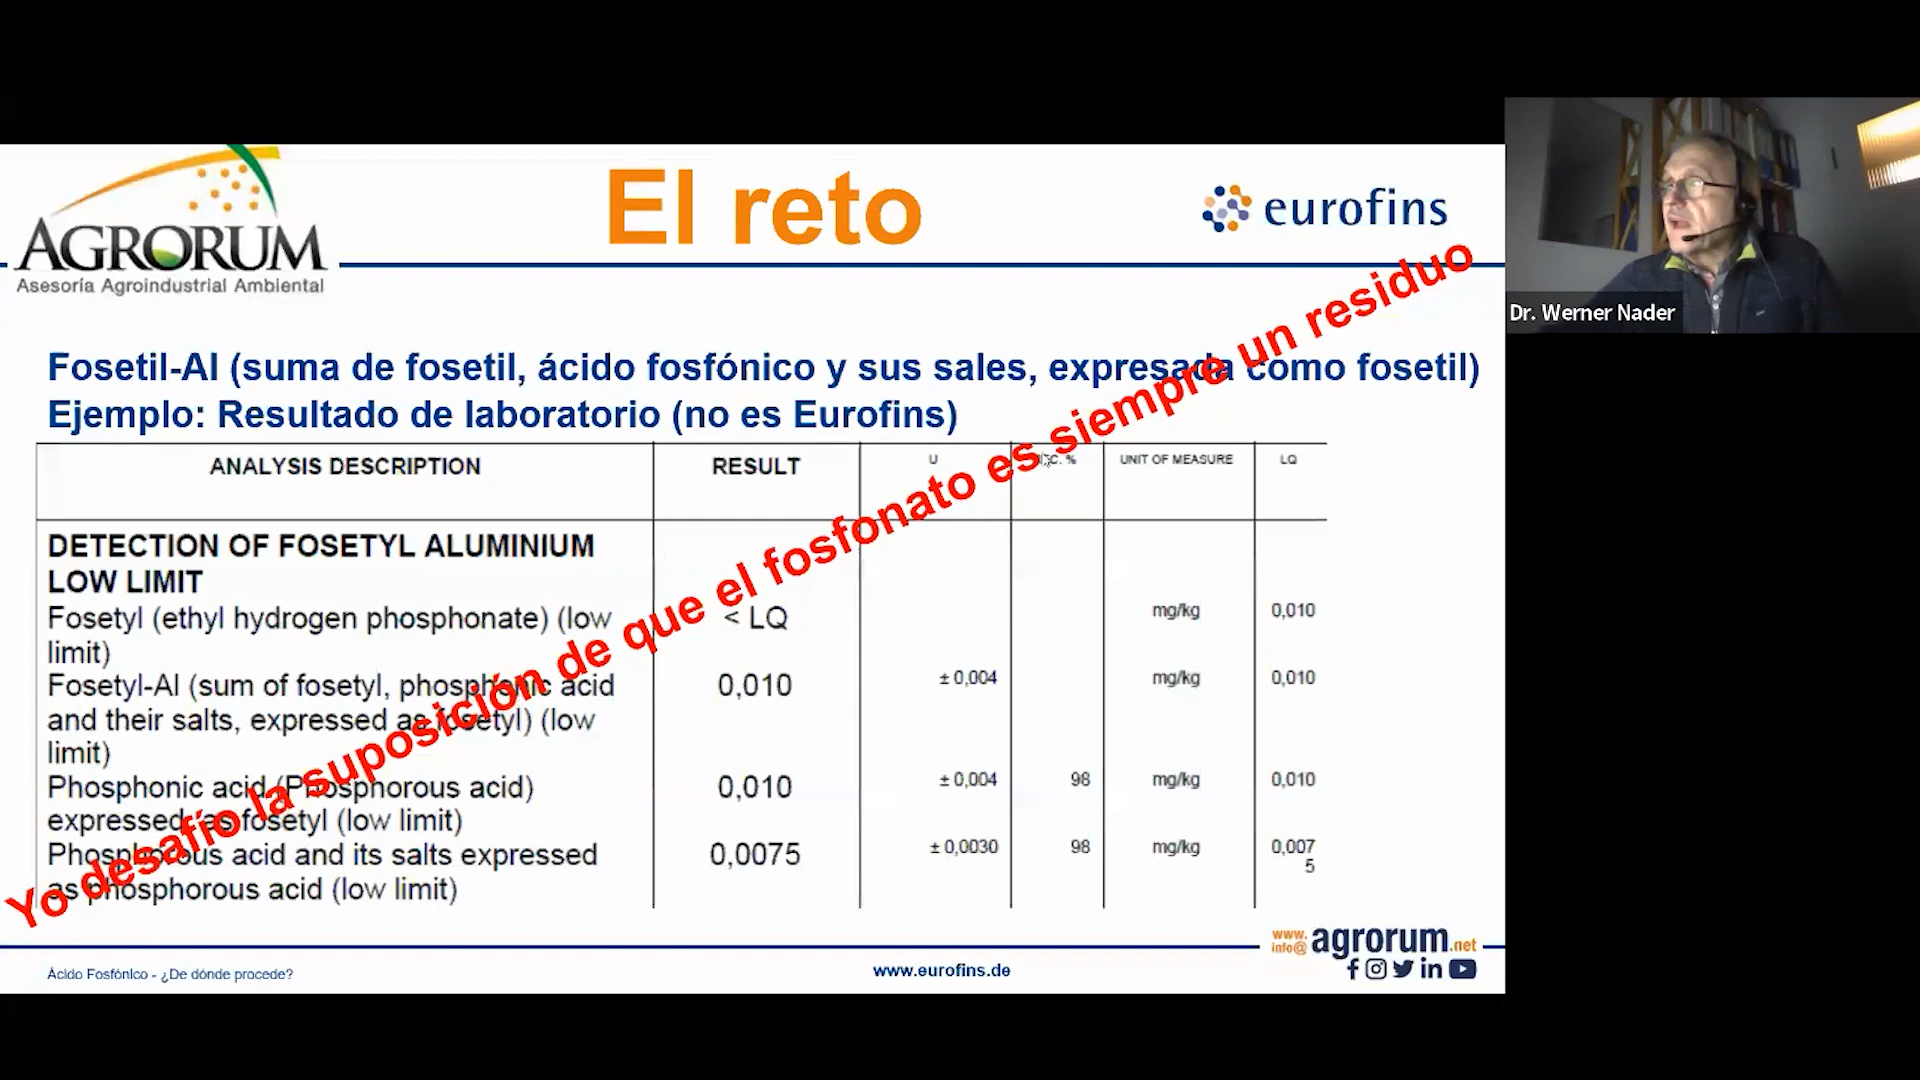 AGRORUM
Asesoría Agroindustrial Ambiental
El reto
eurofins
Dr. Werner Nader
Fosetil-Al (suma de fosetil, ácido fosfónico y sus sales, expresada como fosetil)
Ejemplo: Resultado de laboratorio (no es Eurofins)
Yo desafío la suposición de que el fosfonato es siempre un residuo
ANALYSIS DESCRIPTION RESULT U REC. % UNIT OF MEASURE LQ
DETECTION OF FOSETYL ALUMINIUM
LOW LIMIT
Fosetyl (ethyl hydrogen phosphonate) (low < LQ mg/kg 0,010
limit)
Fosetyl-Al (sum of fosetyl, phosphonic acid 0,010 ± 0,004 mg/kg 0,010
and their salts, expressed as fosetyl) (low
limit)
Phosphonic acid (Phosphorous acid) 0,010 ± 0,004 98 mg/kg 0,010
expressed as fosetyl (low limit)
Phosphorous acid and its salts expressed 0,0075 ± 0,0030 98 mg/kg 0,007
5
as phosphorous acid (low limit)
www.
info@ agrorum.net
Ácido Fosfónico - ¿De dónde procede?
www.eurofins.de